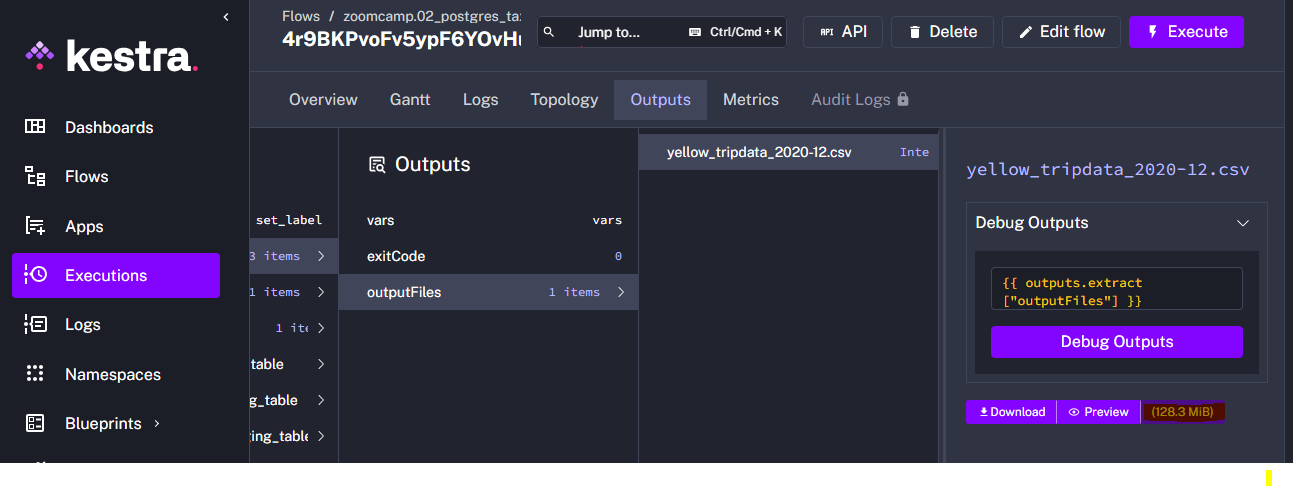 kestra.
Dashboards
Flows
Apps
Executions
Logs
Namespaces
Blueprints
Flows / zoomcamp.02_postgres_ta
4r9BKPvoFv5ypF6YOvH
Jump to...
Ctrl/Cmd + K
API API
Delete
Edit flow
Execute
Overview
Gantt
Logs
Topology
Outputs
Metrics
Audit Logs
set_label
3 items
1 items
1 ite
table
g_table
ing_table
Outputs
vars vars
exitCode 0
outputFiles 1 items
yellow_tripdata_2020-12.csv Inte
yellow_tripdata_2020-12.csv
Debug Outputs
{{ outputs.extract
["outputFiles"] }}
Debug Outputs
Download Preview (128.3 MiB)